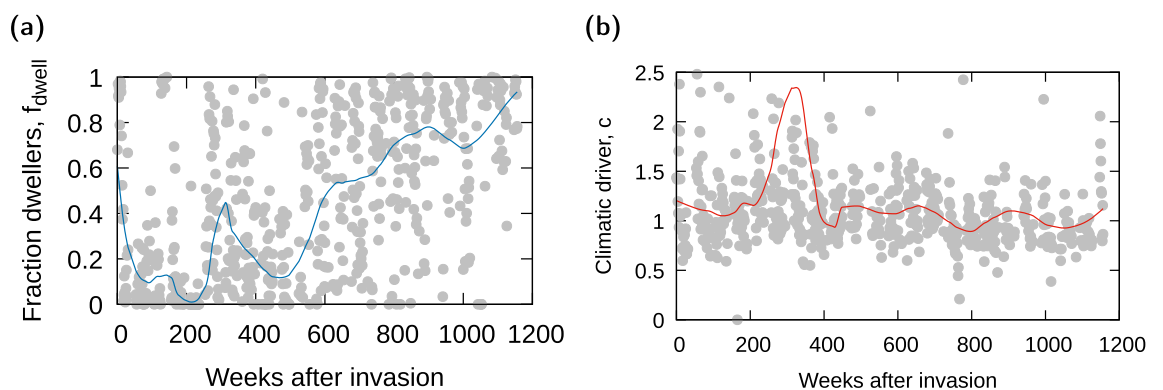 (a)
Fraction dwellers, f_dwell
1
0.8
0.6
0.4
0.2
0
0 200 400 600 800 1000 1200
Weeks after invasion
(b)
Climatic driver, c
2.5
2
1.5
1
0.5
0
0 200 400 600 800 1000 1200
Weeks after invasion